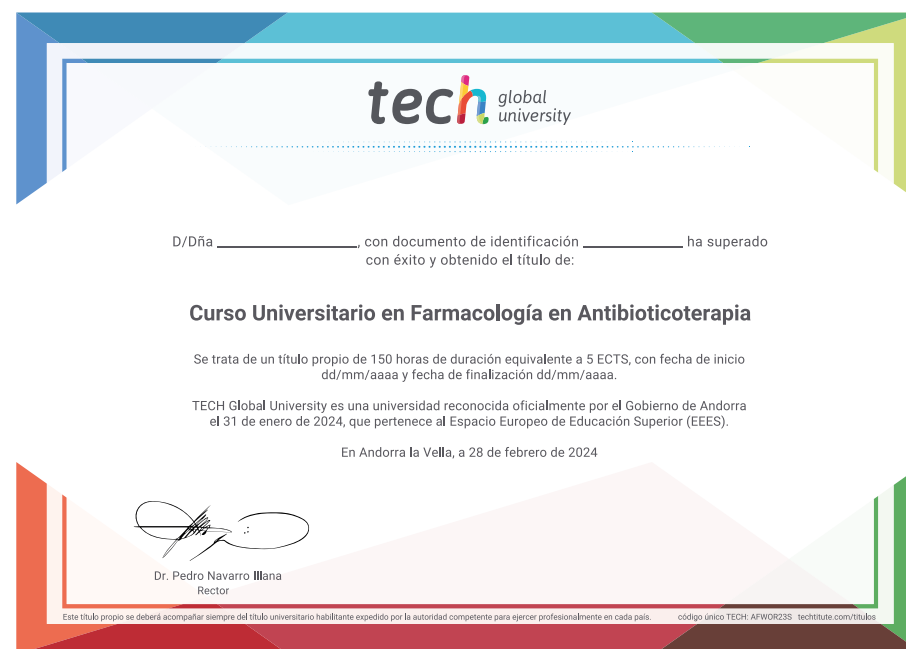 tech global university
D/Dña ____________, con documento de identificación ____________ ha superado
con éxito y obtenido el título de:
Curso Universitario en Farmacología en Antibioticoterapia
Se trata de un título propio de 150 horas de duración equivalente a 5 ECTS, con fecha de inicio
dd/mm/aaaa y fecha de finalización dd/mm/aaaa.
TECH Global University es una universidad reconocida oficialmente por el Gobierno de Andorra
el 31 de enero de 2024, que pertenece al Espacio Europeo de Educación Superior (EEES).
En Andorra la Vella, a 28 de febrero de 2024
Dr. Pedro Navarro Illana
Rector
Este título propio se deberá acompañar siempre del título universitario habilitante expedido por la autoridad competente para ejercer profesionalmente en cada país. código único TECH: AFWOR23S techtitute.com/titulos